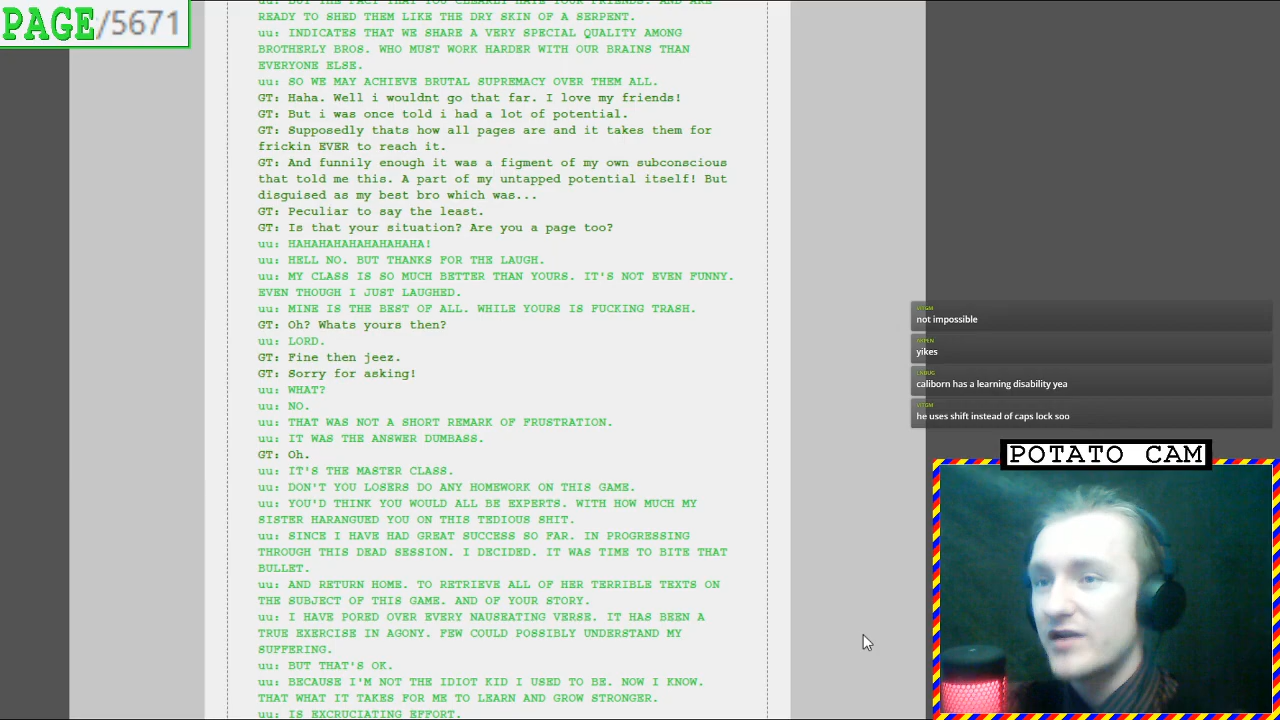 PAGE/5671
uu: BUT THE FACT THAT YOU CLEARLY HATE YOUR FRIENDS. AND ARE
READY TO SHED THEM LIKE THE DRY SKIN OF A SERPENT.
uu: INDICATES THAT WE SHARE A VERY SPECIAL QUALITY AMONG
BROTHERLY BROS. WHO MUST WORK HARDER WITH OUR BRAINS THAN
EVERYONE ELSE.
uu: SO WE MAY ACHIEVE BRUTAL SUPREMACY OVER THEM ALL.
GT: Haha. Well i wouldnt go that far. I love my friends!
GT: But i was once told i had a lot of potential.
GT: Supposedly thats how all pages are and it takes them for
frickin EVER to reach it.
GT: And funnily enough it was a figment of my own subconscious
that told me this. A part of my untapped potential itself! But
disguised as my best bro which was...
GT: Peculiar to say the least.
GT: Is that your situation? Are you a page too?
uu: HAHAHAHAHAHAHAHAHA!
uu: HELL NO. BUT THANKS FOR THE LAUGH.
uu: MY CLASS IS SO MUCH BETTER THAN YOURS. IT'S NOT EVEN FUNNY.
EVEN THOUGH I JUST LAUGHED.
uu: MINE IS THE BEST OF ALL. WHILE YOURS IS FUCKING TRASH.
GT: Oh? Whats yours then?
uu: LORD.
GT: Fine then jeez.
GT: Sorry for asking!
uu: WHAT?
uu: NO.
uu: THAT WAS NOT A SHORT REMARK OF FRUSTRATION.
uu: IT WAS THE ANSWER DUMBASS.
GT: Oh.
uu: IT'S THE MASTER CLASS.
uu: DON'T YOU LOSERS DO ANY HOMEWORK ON THIS GAME.
uu: YOU'D THINK YOU WOULD ALL BE EXPERTS. WITH HOW MUCH MY
SISTER HARANGUED YOU ON THIS TEDIOUS SHIT.
uu: SINCE I HAVE HAD GREAT SUCCESS SO FAR. IN PROGRESSING
THROUGH THIS DEAD SESSION. I DECIDED. IT WAS TIME TO BITE THAT
BULLET.
uu: AND RETURN HOME. TO RETRIEVE ALL OF HER TERRIBLE TEXTS ON
THE SUBJECT OF THIS GAME. AND OF YOUR STORY.
uu: I HAVE PORED OVER EVERY NAUSEATING VERSE. IT HAS BEEN A
TRUE EXERCISE IN AGONY. FEW COULD POSSIBLY UNDERSTAND MY
SUFFERING.
uu: BUT THAT'S OK.
uu: BECAUSE I'M NOT THE IDIOT KID I USED TO BE. NOW I KNOW.
THAT WHAT IT TAKES FOR ME TO LEARN AND GROW STRONGER.
uu: IS EXCRUCIATING EFFORT.
not impossible
yikes
caliborn has a learning disability yea
he uses shift instead of caps lock soo
POTATO CAM